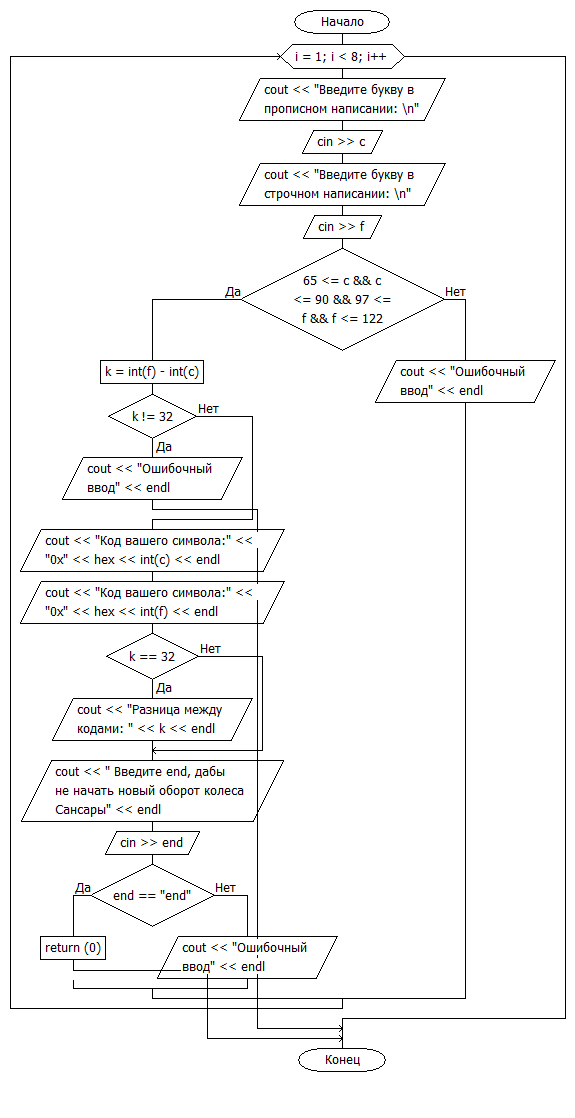 Начало
i = 1; i < 8; i++
cout << "Введите букву в
прописном написании: \n"
cin >> c
cout << "Введите букву в
строчном написании: \n"
cin >> f
65 <= c && c
<= 90 && 97 <=
f && f <= 122
Да
Нет
k = int(f) - int(c)
cout << "Ошибочный
ввод" << endl
k != 32
Нет
Да
cout << "Ошибочный
ввод" << endl
cout << "Код вашего символа:" <<
"0x" << hex << int(c) << endl
cout << "Код вашего символа:" <<
"0x" << hex << int(f) << endl
k == 32
Нет
Да
cout << "Разница между
кодами: " << k << endl
cout << " Введите end, дабы
не начать новый оборот колеса
Сансары" << endl
cin >> end
end == "end"
Да
Нет
return (0)
cout << "Ошибочный
ввод" << endl
Конец